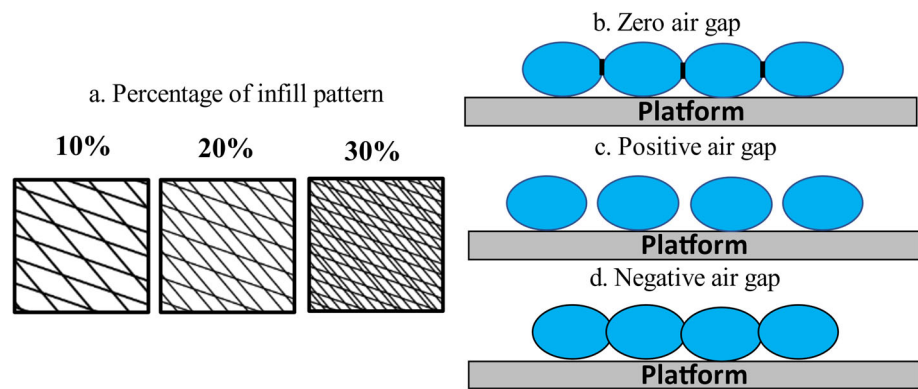 a. Percentage of infill pattern
10% 20% 30%
b. Zero air gap
Platform
c. Positive air gap
Platform
d. Negative air gap
Platform